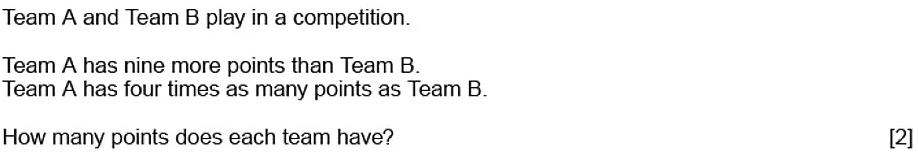 Team A and Team B play in a competition.
Team A has nine more points than Team B.
Team A has four times as many points as Team B.
How many points does each team have? [2]